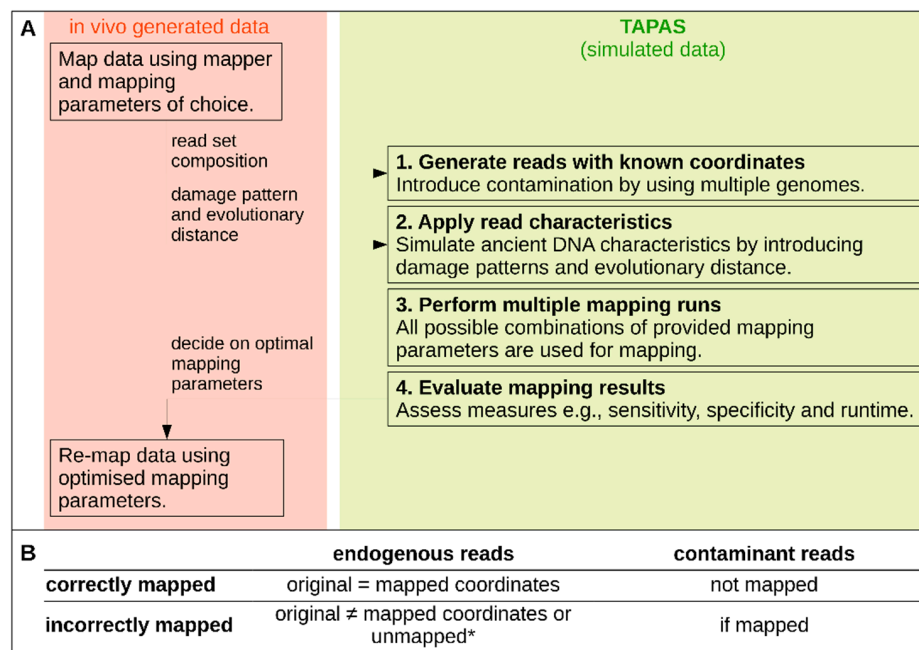 A
in vivo generated data
Map data using mapper
and mapping
parameters of choice.
read set
composition
damage pattern
and evolutionary
distance
decide on optimal
mapping
parameters
Re-map data using
optimised mapping
parameters.
TAPAS
(simulated data)
1. Generate reads with known coordinates
Introduce contamination by using multiple genomes.
2. Apply read characteristics
Simulate ancient DNA characteristics by introducing
damage patterns and evolutionary distance.
3. Perform multiple mapping runs
All possible combinations of provided mapping
parameters are used for mapping.
4. Evaluate mapping results
Assess measures e.g., sensitivity, specificity and runtime.
B
endogenous reads contaminant reads
correctly mapped original = mapped coordinates not mapped
incorrectly mapped original ≠ mapped coordinates or
unmapped* if mapped